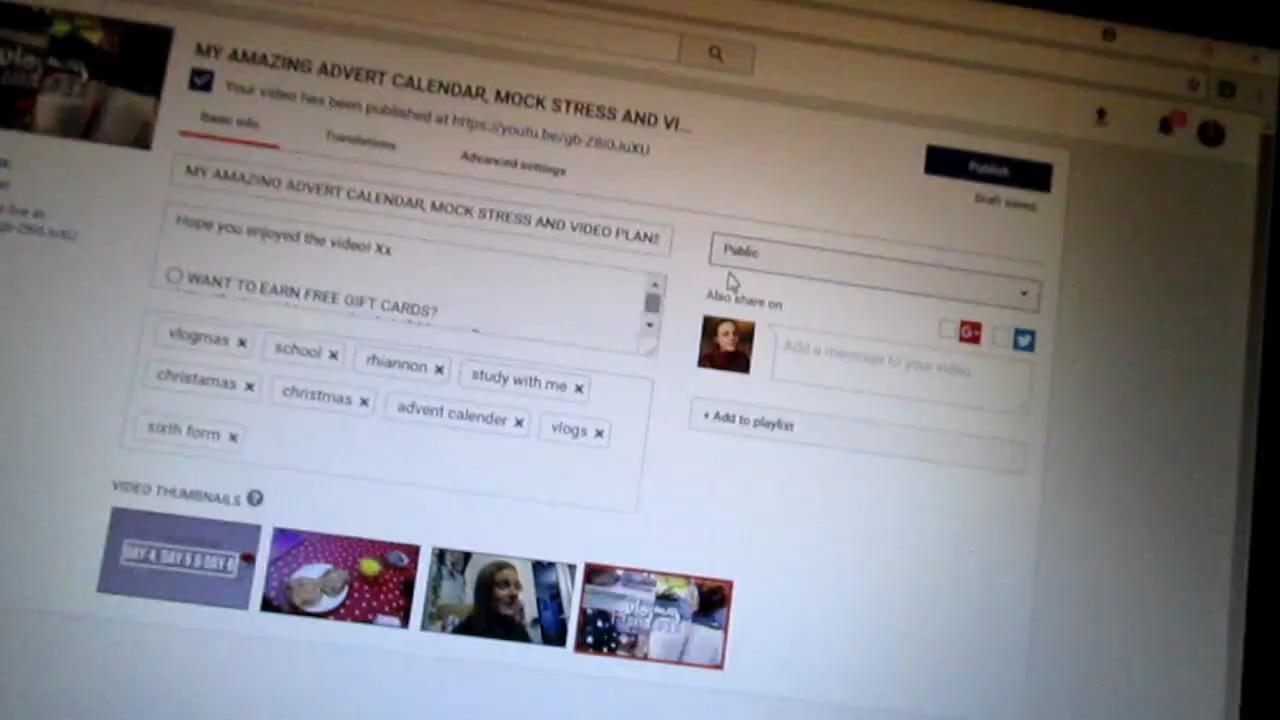 MY AMAZING ADVERT CALENDAR, MOCK STRESS AND VI...
Your video has been published at https://youtu.be/gb-Z8i0JuXU
Basic info
Translations
Advanced settings
Publish
Draft saved.
MY AMAZING ADVERT CALENDAR, MOCK STRESS AND VIDEO PLANS
Public
Hope you enjoyed the video! Xx
WANT TO EARN FREE GIFT CARDS?
Also share on
G+
Add a message to your video
vlogmas × school × rhiannon × study with me ×
christamas × christmas × advent calender × vlogs ×
sixth form ×
+ Add to playlist
VIDEO THUMBNAILS ?
DAY 4, DAY 5 & DAY 6